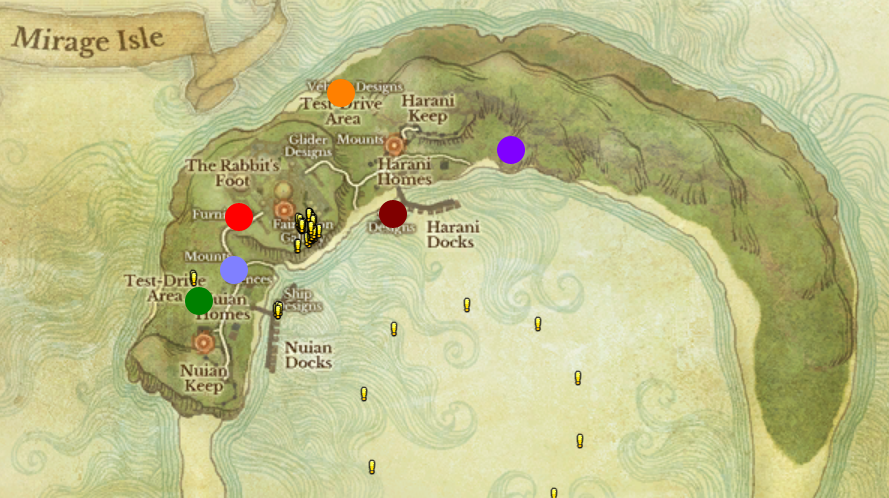 Mirage Isle
Designs
Test-Drive
Area
Harani
Keep
Glider
Designs
Mounts
Harani
Homes
The Rabbit's
Foot
Designs
Harani
Docks
Test-Drive
Area
Homes
Ship
Designs
Nuian
Docks
Nuian
Keep